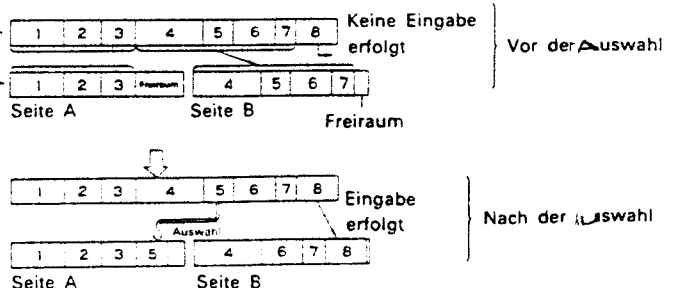 1 2 3 4 5 6 7 8 Keine Eingabe
erfolgt
Vor der Auswahl
1 2 3 Freiraum 4 5 6 7
Seite A Seite B
Freiraum
1 2 3 4 5 6 7 8 Eingabe
erfolgt
Nach der
Auswahl
1 2 3 5 4 6 7 8
Seite A Seite B